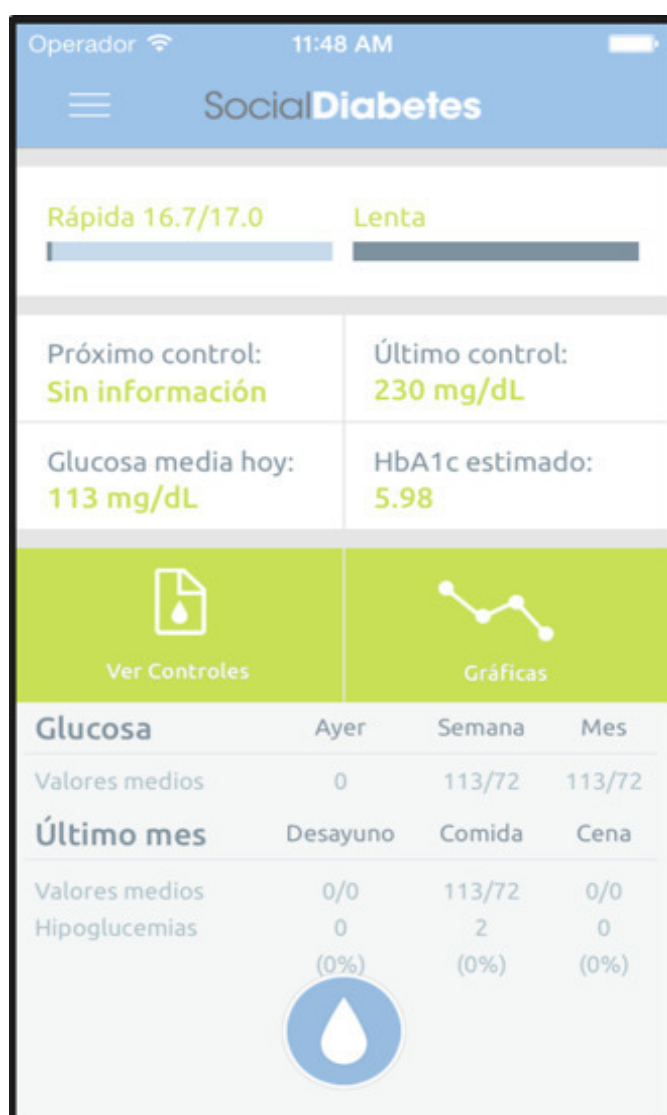 Operador 11:48 AM
SocialDiabetes
Rápida 16.7/17.0 Lenta
Próximo control: Último control:
Sin información 230 mg/dL
Glucosa media hoy: HbA1c estimado:
113 mg/dL 5.98
Ver Controles Gráficas
Glucosa Ayer Semana Mes
Valores medios 0 113/72 113/72
Último mes Desayuno Comida Cena
Valores medios 0/0 113/72 0/0
Hipoglucemias 0 2 0
(0%) (0%) (0%)